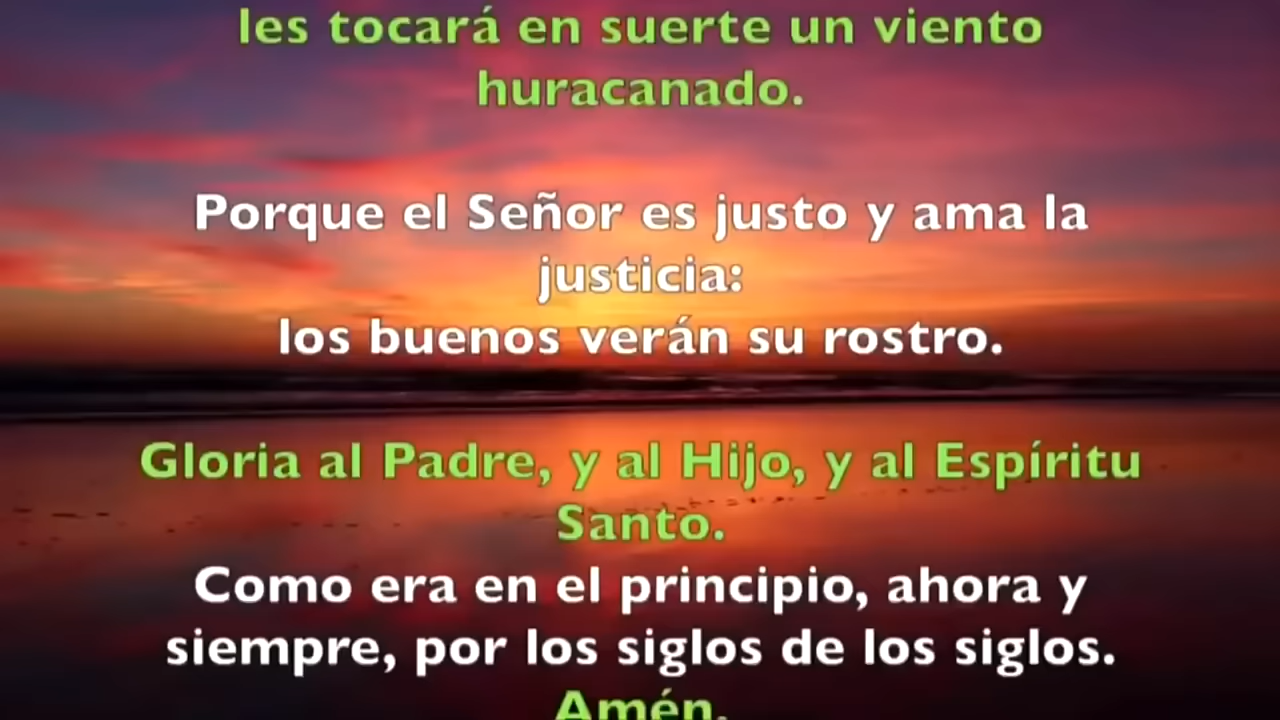 les tocará en suerte un viento
huracanado.
Porque el Señor es justo y ama la
justicia:
los buenos verán su rostro.
Gloria al Padre, y al Hijo, y al Espíritu
Santo.
Como era en el principio, ahora y
siempre, por los siglos de los siglos.
Amén.